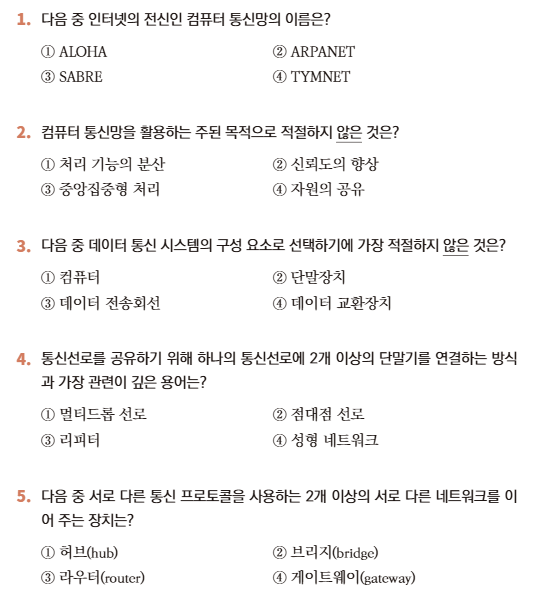 1. 다음 중 인터넷의 전신인 컴퓨터 통신망의 이름은?
① ALOHA ② ARPANET
③ SABRE ④ TYMNET
2. 컴퓨터 통신망을 활용하는 주된 목적으로 적절하지 않은 것은?
① 처리 기능의 분산 ② 신뢰도의 향상
③ 중앙집중형 처리 ④ 자원의 공유
3. 다음 중 데이터 통신 시스템의 구성 요소로 선택하기에 가장 적절하지 않은 것은?
① 컴퓨터 ② 단말장치
③ 데이터 전송회선 ④ 데이터 교환장치
4. 통신선로를 공유하기 위해 하나의 통신선로에 2개 이상의 단말기를 연결하는 방식
과 가장 관련이 깊은 용어는?
① 멀티드롭 선로 ② 점대점 선로
③ 리피터 ④ 성형 네트워크
5. 다음 중 서로 다른 통신 프로토콜을 사용하는 2개 이상의 서로 다른 네트워크를 이
어 주는 장치는?
① 허브(hub) ② 브리지(bridge)
③ 라우터(router) ④ 게이트웨이(gateway)